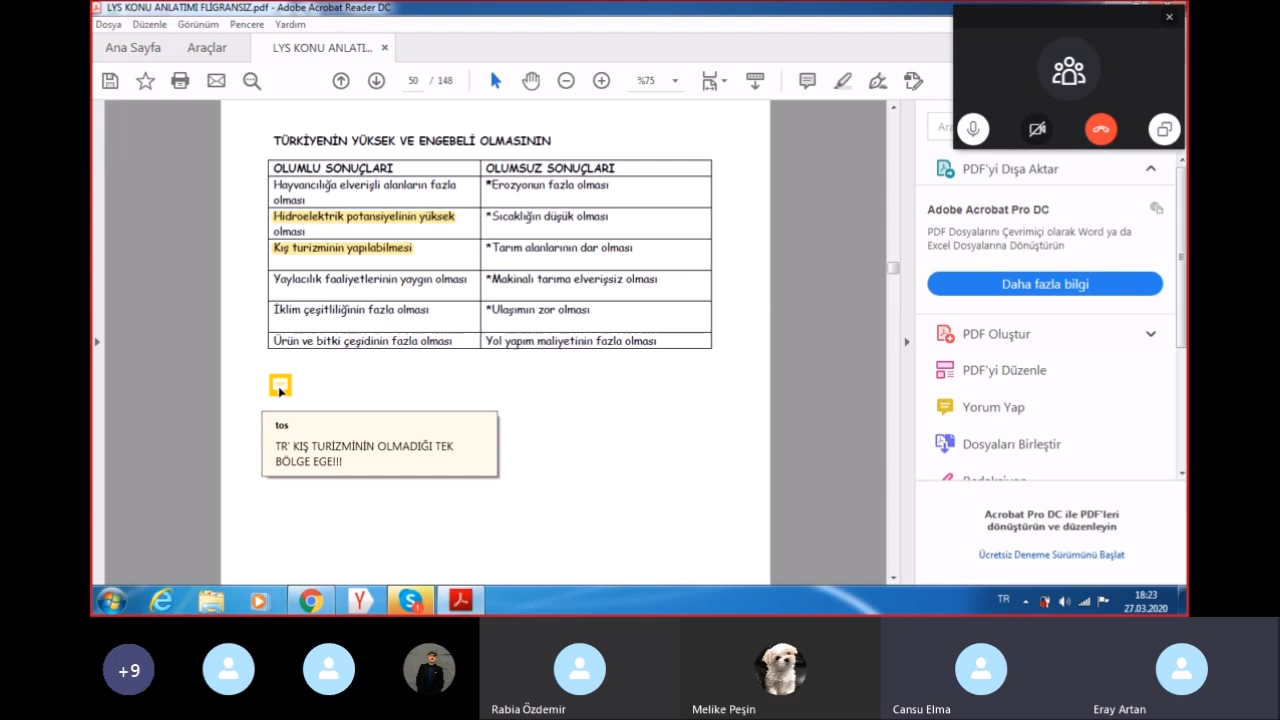 LYS KONU ANLATIMI FLİGRANSIZ.pdf - Adobe Acrobat Reader DC
Dosya Düzenle Görünüm Pencere Yardım
Ana Sayfa Araçlar LYS KONU ANLATI... ×
50 / 148 %75
TÜRKİYENİN YÜKSEK VE ENGEBELİ OLMASININ
OLUMLU SONUÇLARI OLUMSUZ SONUÇLARI
Hayvancılığa elverişli alanların fazla olması *Erozyonun fazla olması
Hidroelektrik potansiyelinin yüksek olması *Sıcaklığın düşük olması
Kış turizminin yapılabilmesi *Tarım alanlarının dar olması
Yaylacılık faaliyetlerinin yaygın olması *Makinalı tarıma elverişsiz olması
İklim çeşitliliğinin fazla olması *Ulaşımın zor olması
Ürün ve bitki çeşidinin fazla olması Yol yapım maliyetinin fazla olması
tos
TR' KIŞ TURİZMİNİN OLMADIĞI TEK
BÖLGE EGE!!!
PDF'yi Dışa Aktar
Adobe Acrobat Pro DC
PDF Dosyalarını Çevrimiçi olarak Word ya da
Excel Dosyalarına Dönüştürün
Daha fazla bilgi
PDF Oluştur
PDF'yi Düzenle
Yorum Yap
Dosyaları Birleştir
Acrobat Pro DC ile PDF'leri
dönüştürün ve düzenleyin
Ücretsiz Deneme Sürümünü Başlat
TR 18:23
27.03.2020
+9
Rabia Özdemir Melike Peşin Cansu Elma Eray Artan